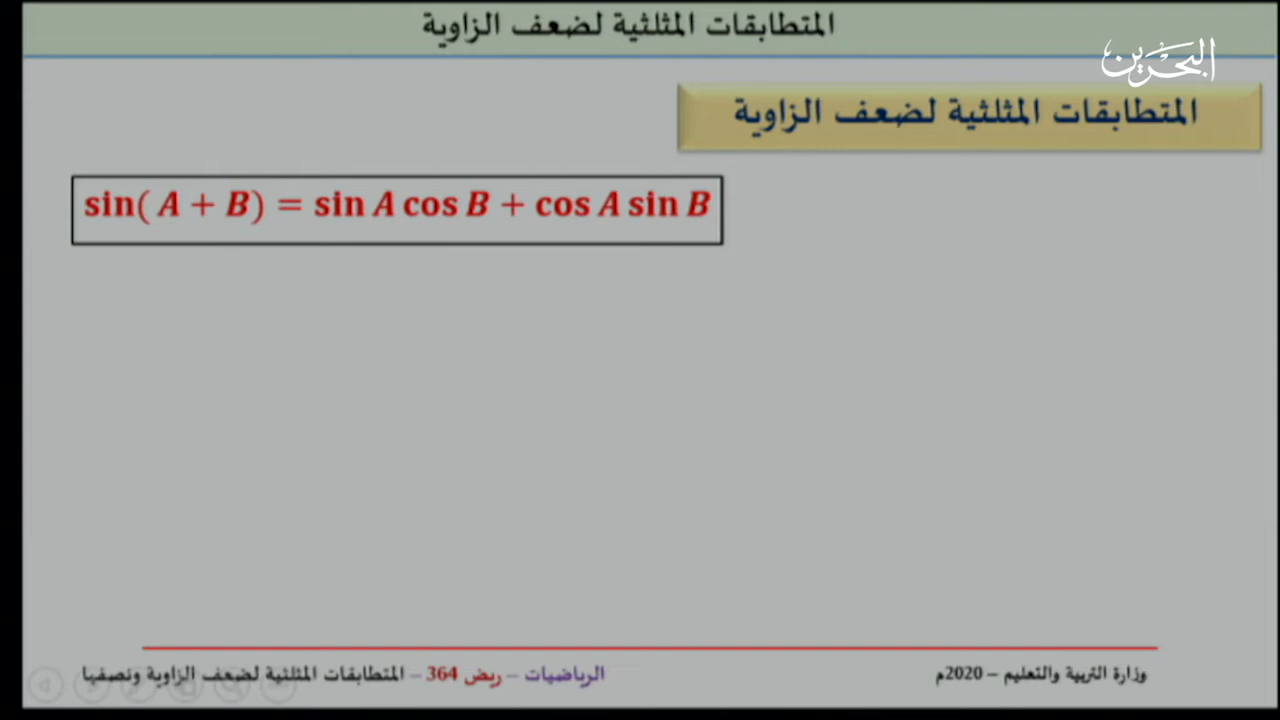 المتطابقات المثلثية لضعف الزاوية
البحرين
المتطابقات المثلثية لضعف الزاوية
sin( A + B) = sin A cos B + cos A sin B
وزارة التربية والتعليم – 2020م
الرياضيات – ريض 364 – المتطابقات المثلثية لضعف الزاوية ونصفها